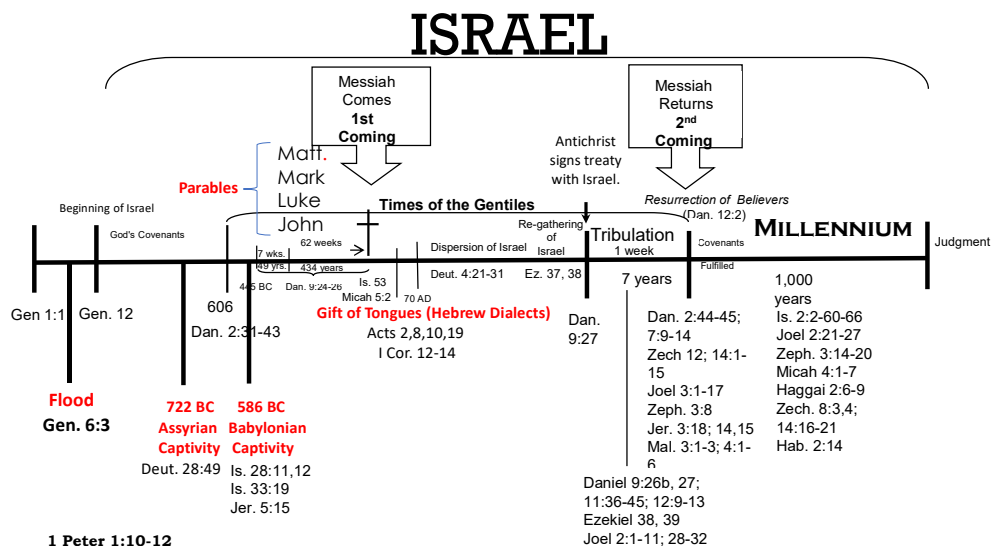 ISRAEL
Messiah
Comes
1st
Coming
Messiah
Returns
2nd
Coming
Antichrist
signs treaty
with Israel.
Parables
Matt.
Mark
Luke
John
Resurrection of Believers
(Dan. 12:2)
Beginning of Israel
God's Covenants
Times of the Gentiles
62 weeks
7 wks.
49 yrs.
434 years
445 BC
Dan. 9:24-26
Is. 53
Micah 5:2
70 AD
Dispersion of Israel
Deut. 4:21-31
Re-gathering
of
Israel
Ez. 37, 38
Tribulation
1 week
7 years
Covenants
Fulfilled
MILLENNIUM
1,000
years
Judgment
Gen 1:1
Gen. 12
606
Dan. 2:31-43
Gift of Tongues (Hebrew Dialects)
Acts 2,8,10,19
I Cor. 12-14
Dan.
9:27
Dan. 2:44-45;
7:9-14
Zech 12; 14:1-
15
Joel 3:1-17
Zeph. 3:8
Jer. 3:18; 14,15
Mal. 3:1-3; 4:1-
6
Is. 2:2-60-66
Joel 2:21-27
Zeph. 3:14-20
Micah 4:1-7
Haggai 2:6-9
Zech. 8:3,4;
14:16-21
Hab. 2:14
Flood
Gen. 6:3
722 BC
Assyrian
Captivity
Deut. 28:49
586 BC
Babylonian
Captivity
Is. 28:11,12
Is. 33:19
Jer. 5:15
Daniel 9:26b, 27;
11:36-45; 12:9-13
Ezekiel 38, 39
Joel 2:1-11; 28-32
1 Peter 1:10-12